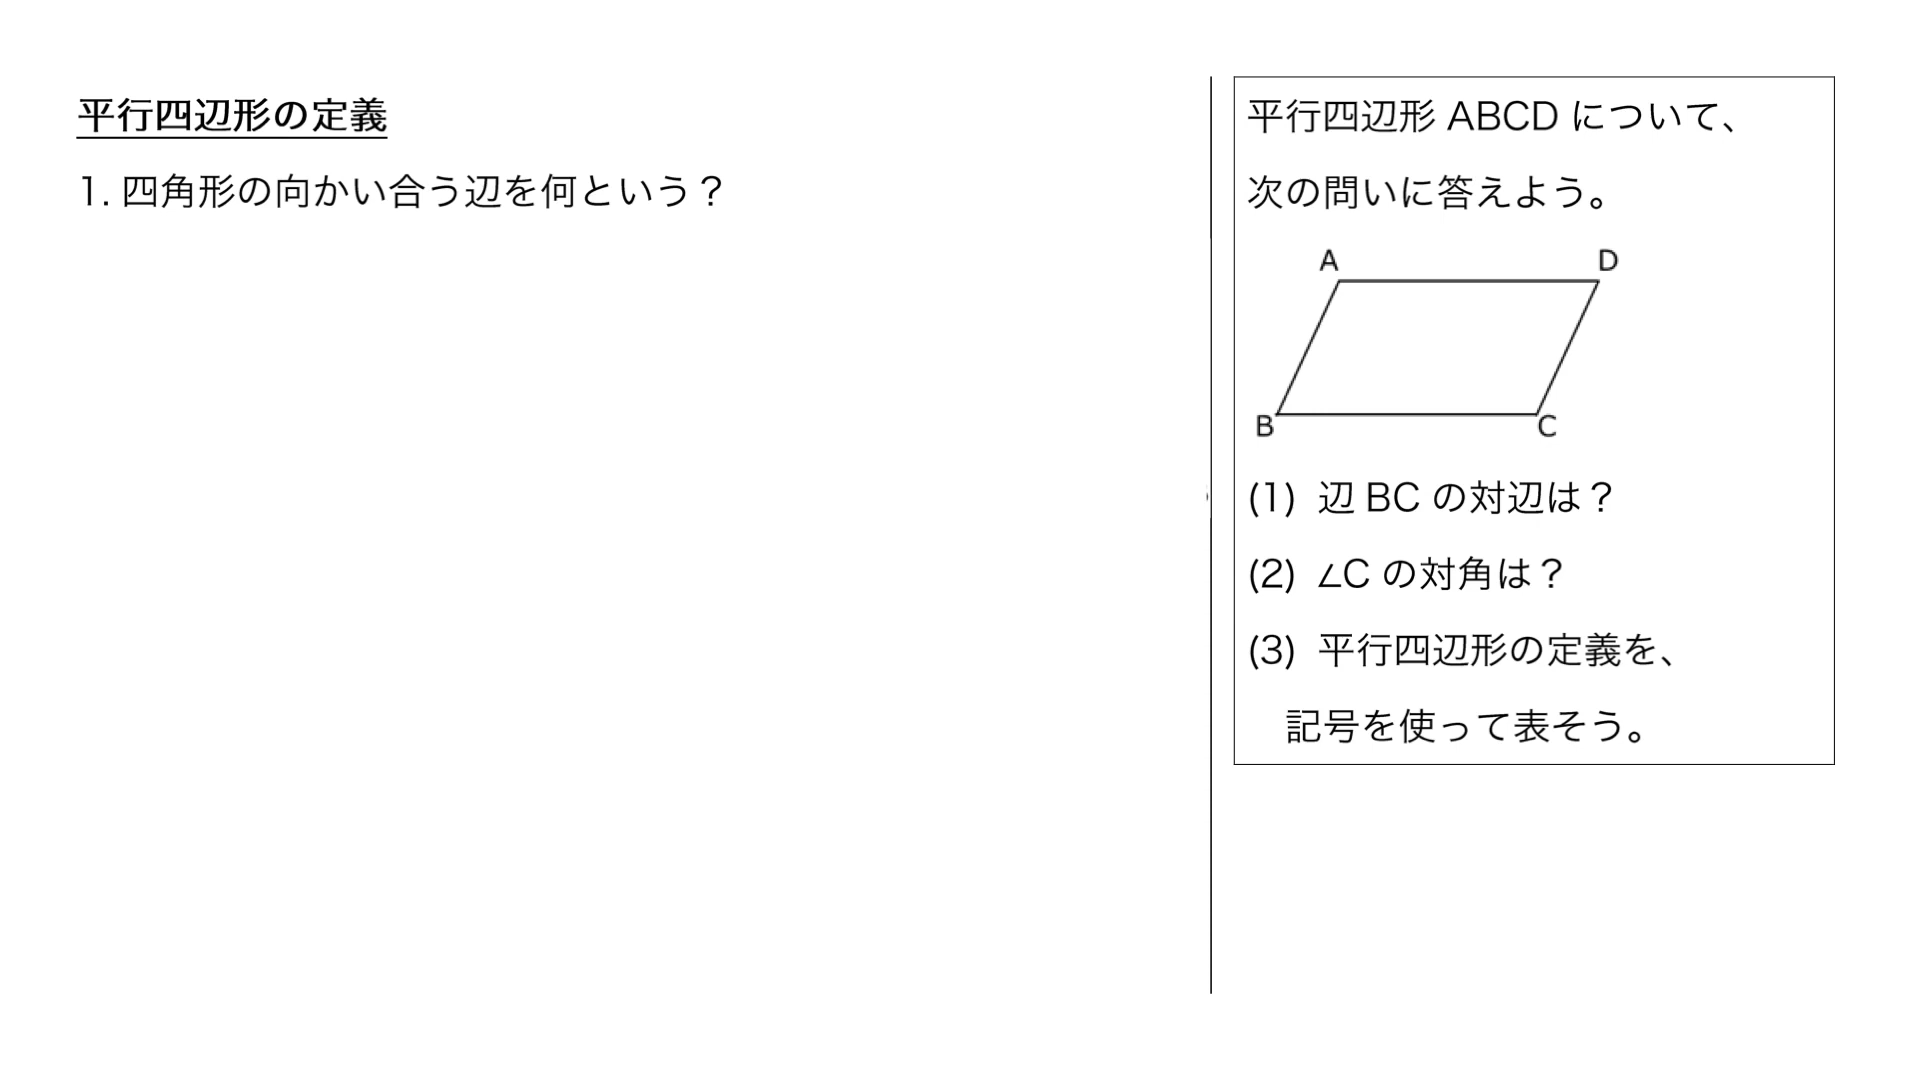 平行四辺形の定義
1. 四角形の向かい合う辺を何という？
平行四辺形 ABCD について、
次の問いに答えよう。
A
D
B
C
(1) 辺 BC の対辺は？
(2) ∠C の対角は？
(3) 平行四辺形の定義を、
記号を使って表そう。